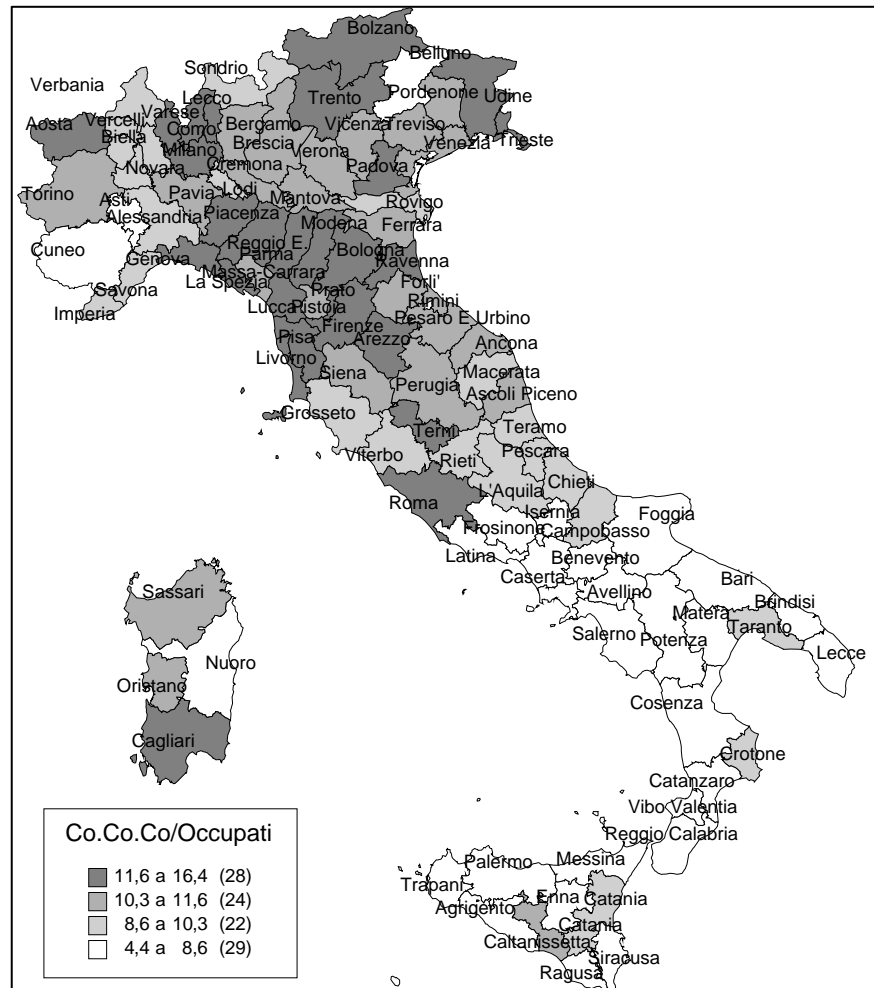 Bolzano
Belluno
Sondrio
Verbania
Lecco
Trento
Pordenone
Udine
Aosta
Vercelli
Varese
Como
Bergamo
Vicenza
Treviso
Biella
Milano
Brescia
Verona
Venezia
Trieste
Novara
Cremona
Padova
Torino
Asti
Pavia
Lodi
Mantova
Rovigo
Alessandria
Piacenza
Modena
Ferrara
Cuneo
Reggio E.
Parma
Bologna
Genova
Massa-Carrara
Ravenna
Savona
La Spezia
Prato
Forli'
Imperia
Lucca
Pistoia
Rimini
Firenze
Pesaro E Urbino
Pisa
Arezzo
Ancona
Livorno
Siena
Perugia
Macerata
Ascoli Piceno
Grosseto
Terni
Teramo
Viterbo
Rieti
Pescara
Roma
L'Aquila
Chieti
Isernia
Frosinone
Campobasso
Foggia
Latina
Benevento
Caserta
Avellino
Bari
Sassari
Matera
Brindisi
Salerno
Potenza
Taranto
Nuoro
Lecce
Oristano
Cosenza
Cagliari
Crotone
Catanzaro
Vibo Valentia
Reggio Calabria
Palermo
Messina
Trapani
Agrigento
Enna
Catania
Catania
Caltanissetta
Siracusa
Ragusa
Co.Co.Co/Occupati
11,6 a 16,4 (28)
10,3 a 11,6 (24)
8,6 a 10,3 (22)
4,4 a 8,6 (29)